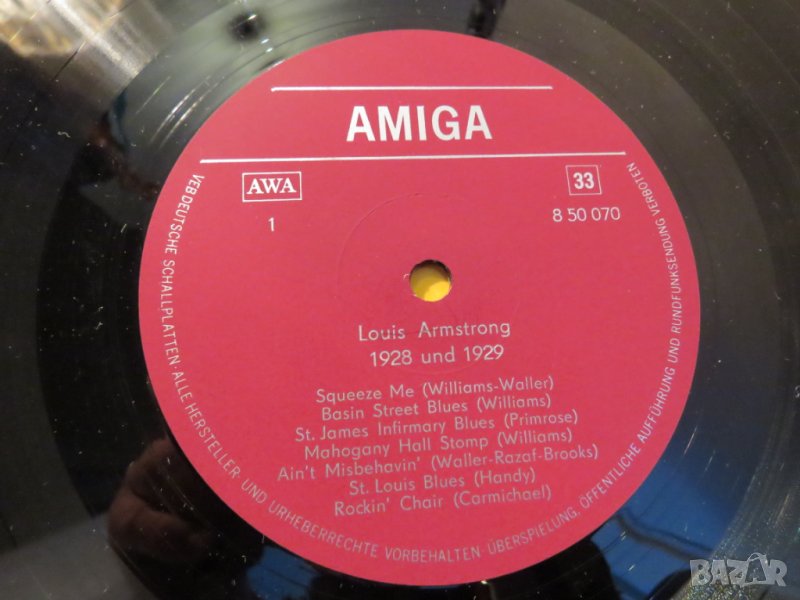 AMIGA
AWA
33
1
8 50 070
Louis Armstrong
1928 und 1929
Squeeze Me (Williams-Waller)
Basin Street Blues (Williams)
St. James Infirmary Blues (Primrose)
Mahogany Hall Stomp (Williams)
Ain't Misbehavin' (Waller-Razaf-Brooks)
St. Louis Blues (Handy)
Rockin' Chair (Carmichael)
VEB DEUTSCHE SCHALLPLATTEN · ALLE HERSTELLER- UND URHEBERRECHTE VORBEHALTEN · ÜBERSPIELUNG, ÖFFENTLICHE AUFFÜHRUNG UND RUNDFUNKSENDUNG VERBOTEN
BAZAR